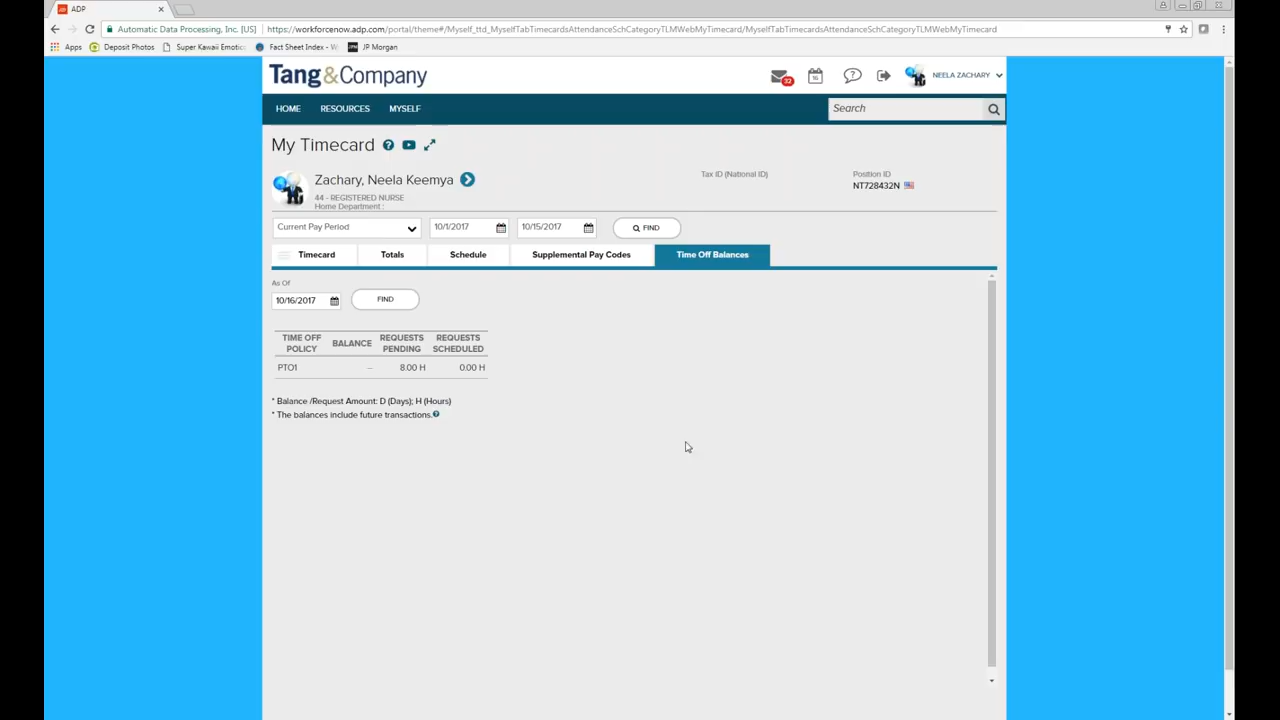 ADP
Automatic Data Processing, Inc. [US] https://workforcenow.adp.com/portal/theme#/Myself_ttd_MyselfTabTimecardsAttendanceSchCategoryTLMWebMyTimecard/MyselfTabTimecardsAttendanceSchCategoryTLMWebMyTimecard
Apps Deposit Photos Super Kawaii Emotic Fact Sheet Index - W JP Morgan
Tang&Company
32 16 ? NEELA ZACHARY
HOME RESOURCES MYSELF Search
My Timecard ?
Zachary, Neela Keemya
44 - REGISTERED NURSE
Home Department :
Tax ID (National ID)
Position ID
NT728432N
Current Pay Period 10/1/2017 10/15/2017 FIND
Timecard Totals Schedule Supplemental Pay Codes Time Off Balances
As Of
10/16/2017 FIND
TIME OFF POLICY BALANCE REQUESTS PENDING REQUESTS SCHEDULED
PTO1 -- 8.00 H 0.00 H
* Balance /Request Amount: D (Days); H (Hours)
* The balances include future transactions. ?